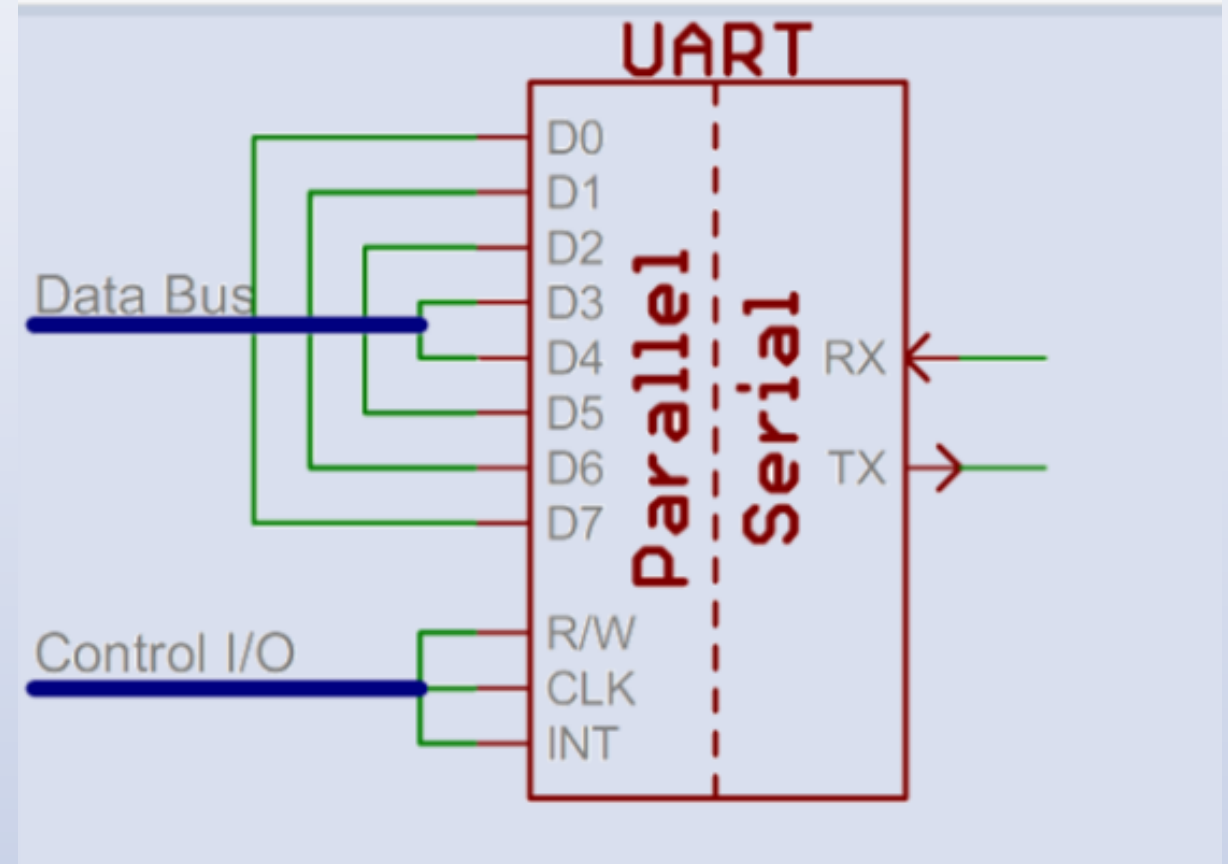 UART
D0
D1
D2
Data Bus
D3
D4
D5
D6
D7
Parallel
Serial
RX
TX
Control I/O
R/W
CLK
INT